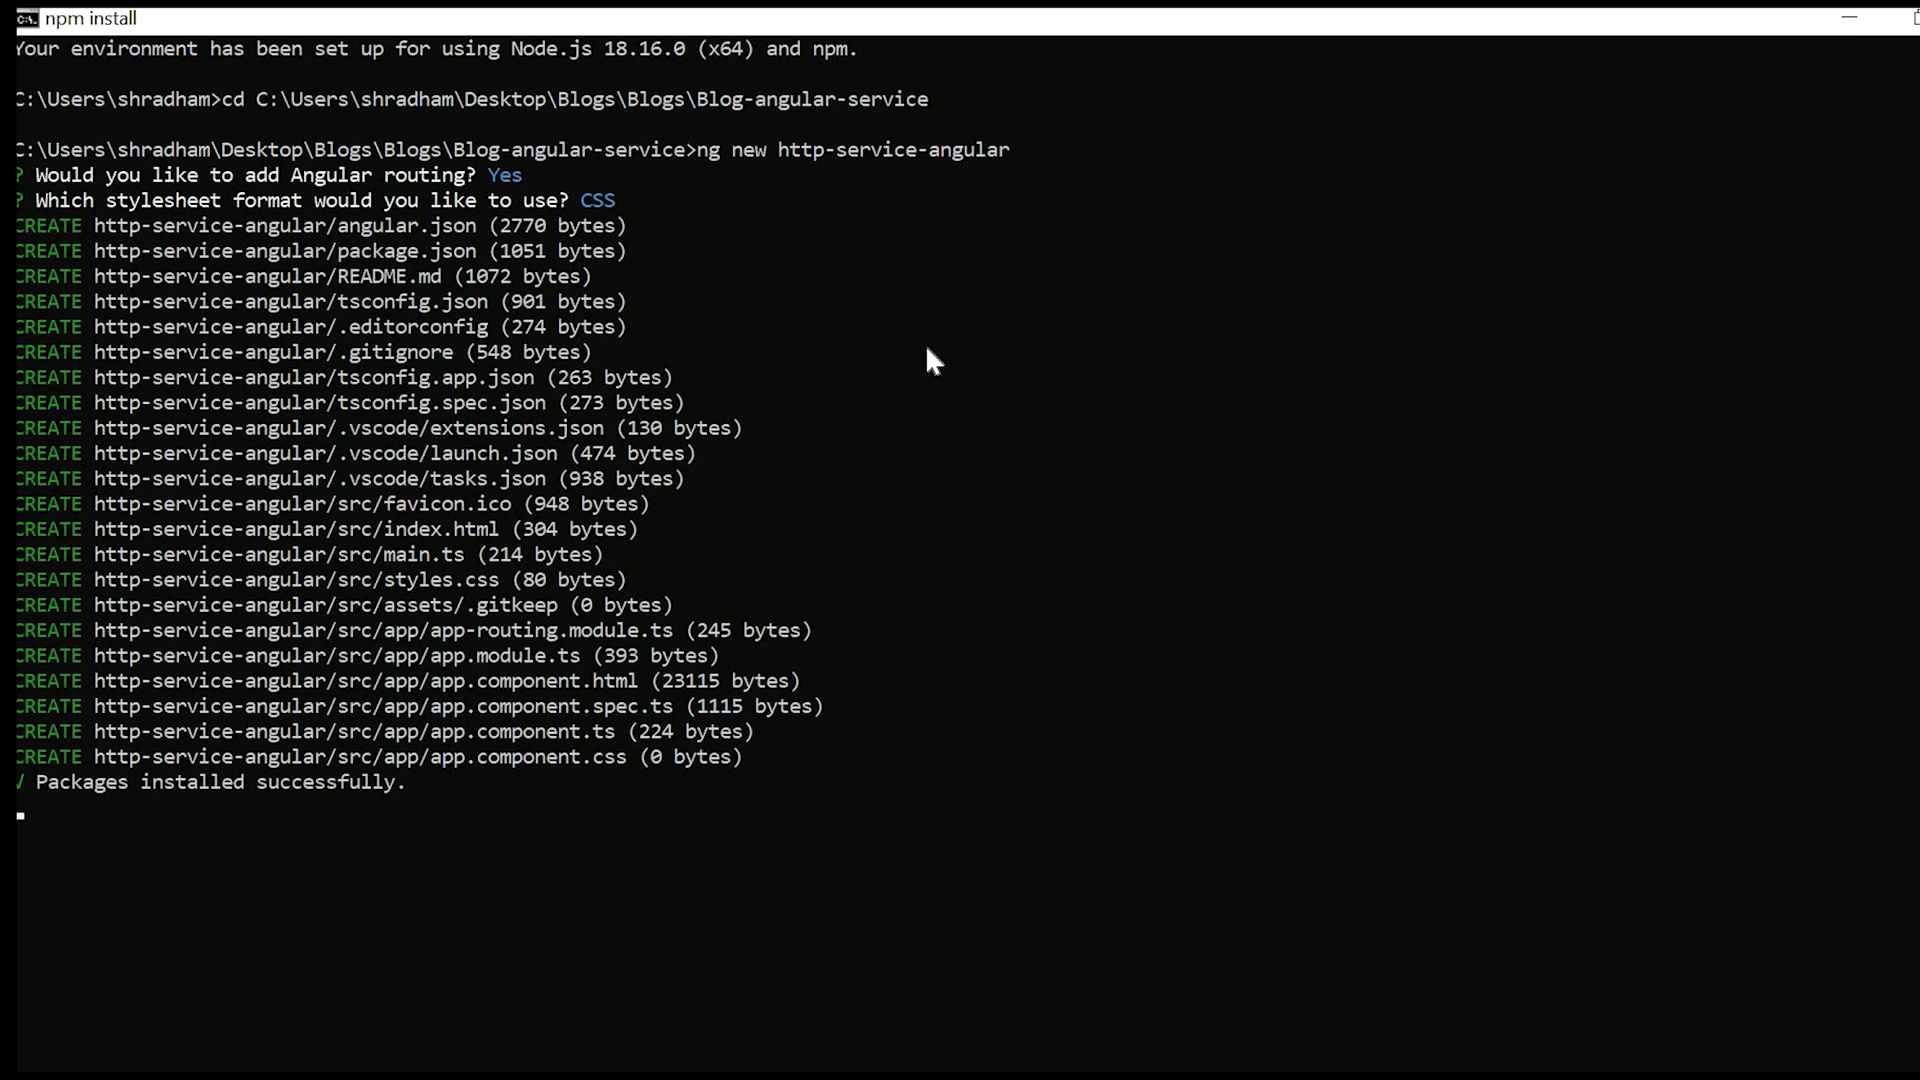 npm install
Your environment has been set up for using Node.js 18.16.0 (x64) and npm.
C:\Users\shradham>cd C:\Users\shradham\Desktop\Blogs\Blogs\Blog-angular-service
C:\Users\shradham\Desktop\Blogs\Blogs\Blog-angular-service>ng new http-service-angular
? Would you like to add Angular routing? Yes
? Which stylesheet format would you like to use? CSS
CREATE http-service-angular/angular.json (2770 bytes)
CREATE http-service-angular/package.json (1051 bytes)
CREATE http-service-angular/README.md (1072 bytes)
CREATE http-service-angular/tsconfig.json (901 bytes)
CREATE http-service-angular/.editorconfig (274 bytes)
CREATE http-service-angular/.gitignore (548 bytes)
CREATE http-service-angular/tsconfig.app.json (263 bytes)
CREATE http-service-angular/tsconfig.spec.json (273 bytes)
CREATE http-service-angular/.vscode/extensions.json (130 bytes)
CREATE http-service-angular/.vscode/launch.json (474 bytes)
CREATE http-service-angular/.vscode/tasks.json (938 bytes)
CREATE http-service-angular/src/favicon.ico (948 bytes)
CREATE http-service-angular/src/index.html (304 bytes)
CREATE http-service-angular/src/main.ts (214 bytes)
CREATE http-service-angular/src/styles.css (80 bytes)
CREATE http-service-angular/src/assets/.gitkeep (0 bytes)
CREATE http-service-angular/src/app/app-routing.module.ts (245 bytes)
CREATE http-service-angular/src/app/app.module.ts (393 bytes)
CREATE http-service-angular/src/app/app.component.html (23115 bytes)
CREATE http-service-angular/src/app/app.component.spec.ts (1115 bytes)
CREATE http-service-angular/src/app/app.component.ts (224 bytes)
CREATE http-service-angular/src/app/app.component.css (0 bytes)
√ Packages installed successfully.